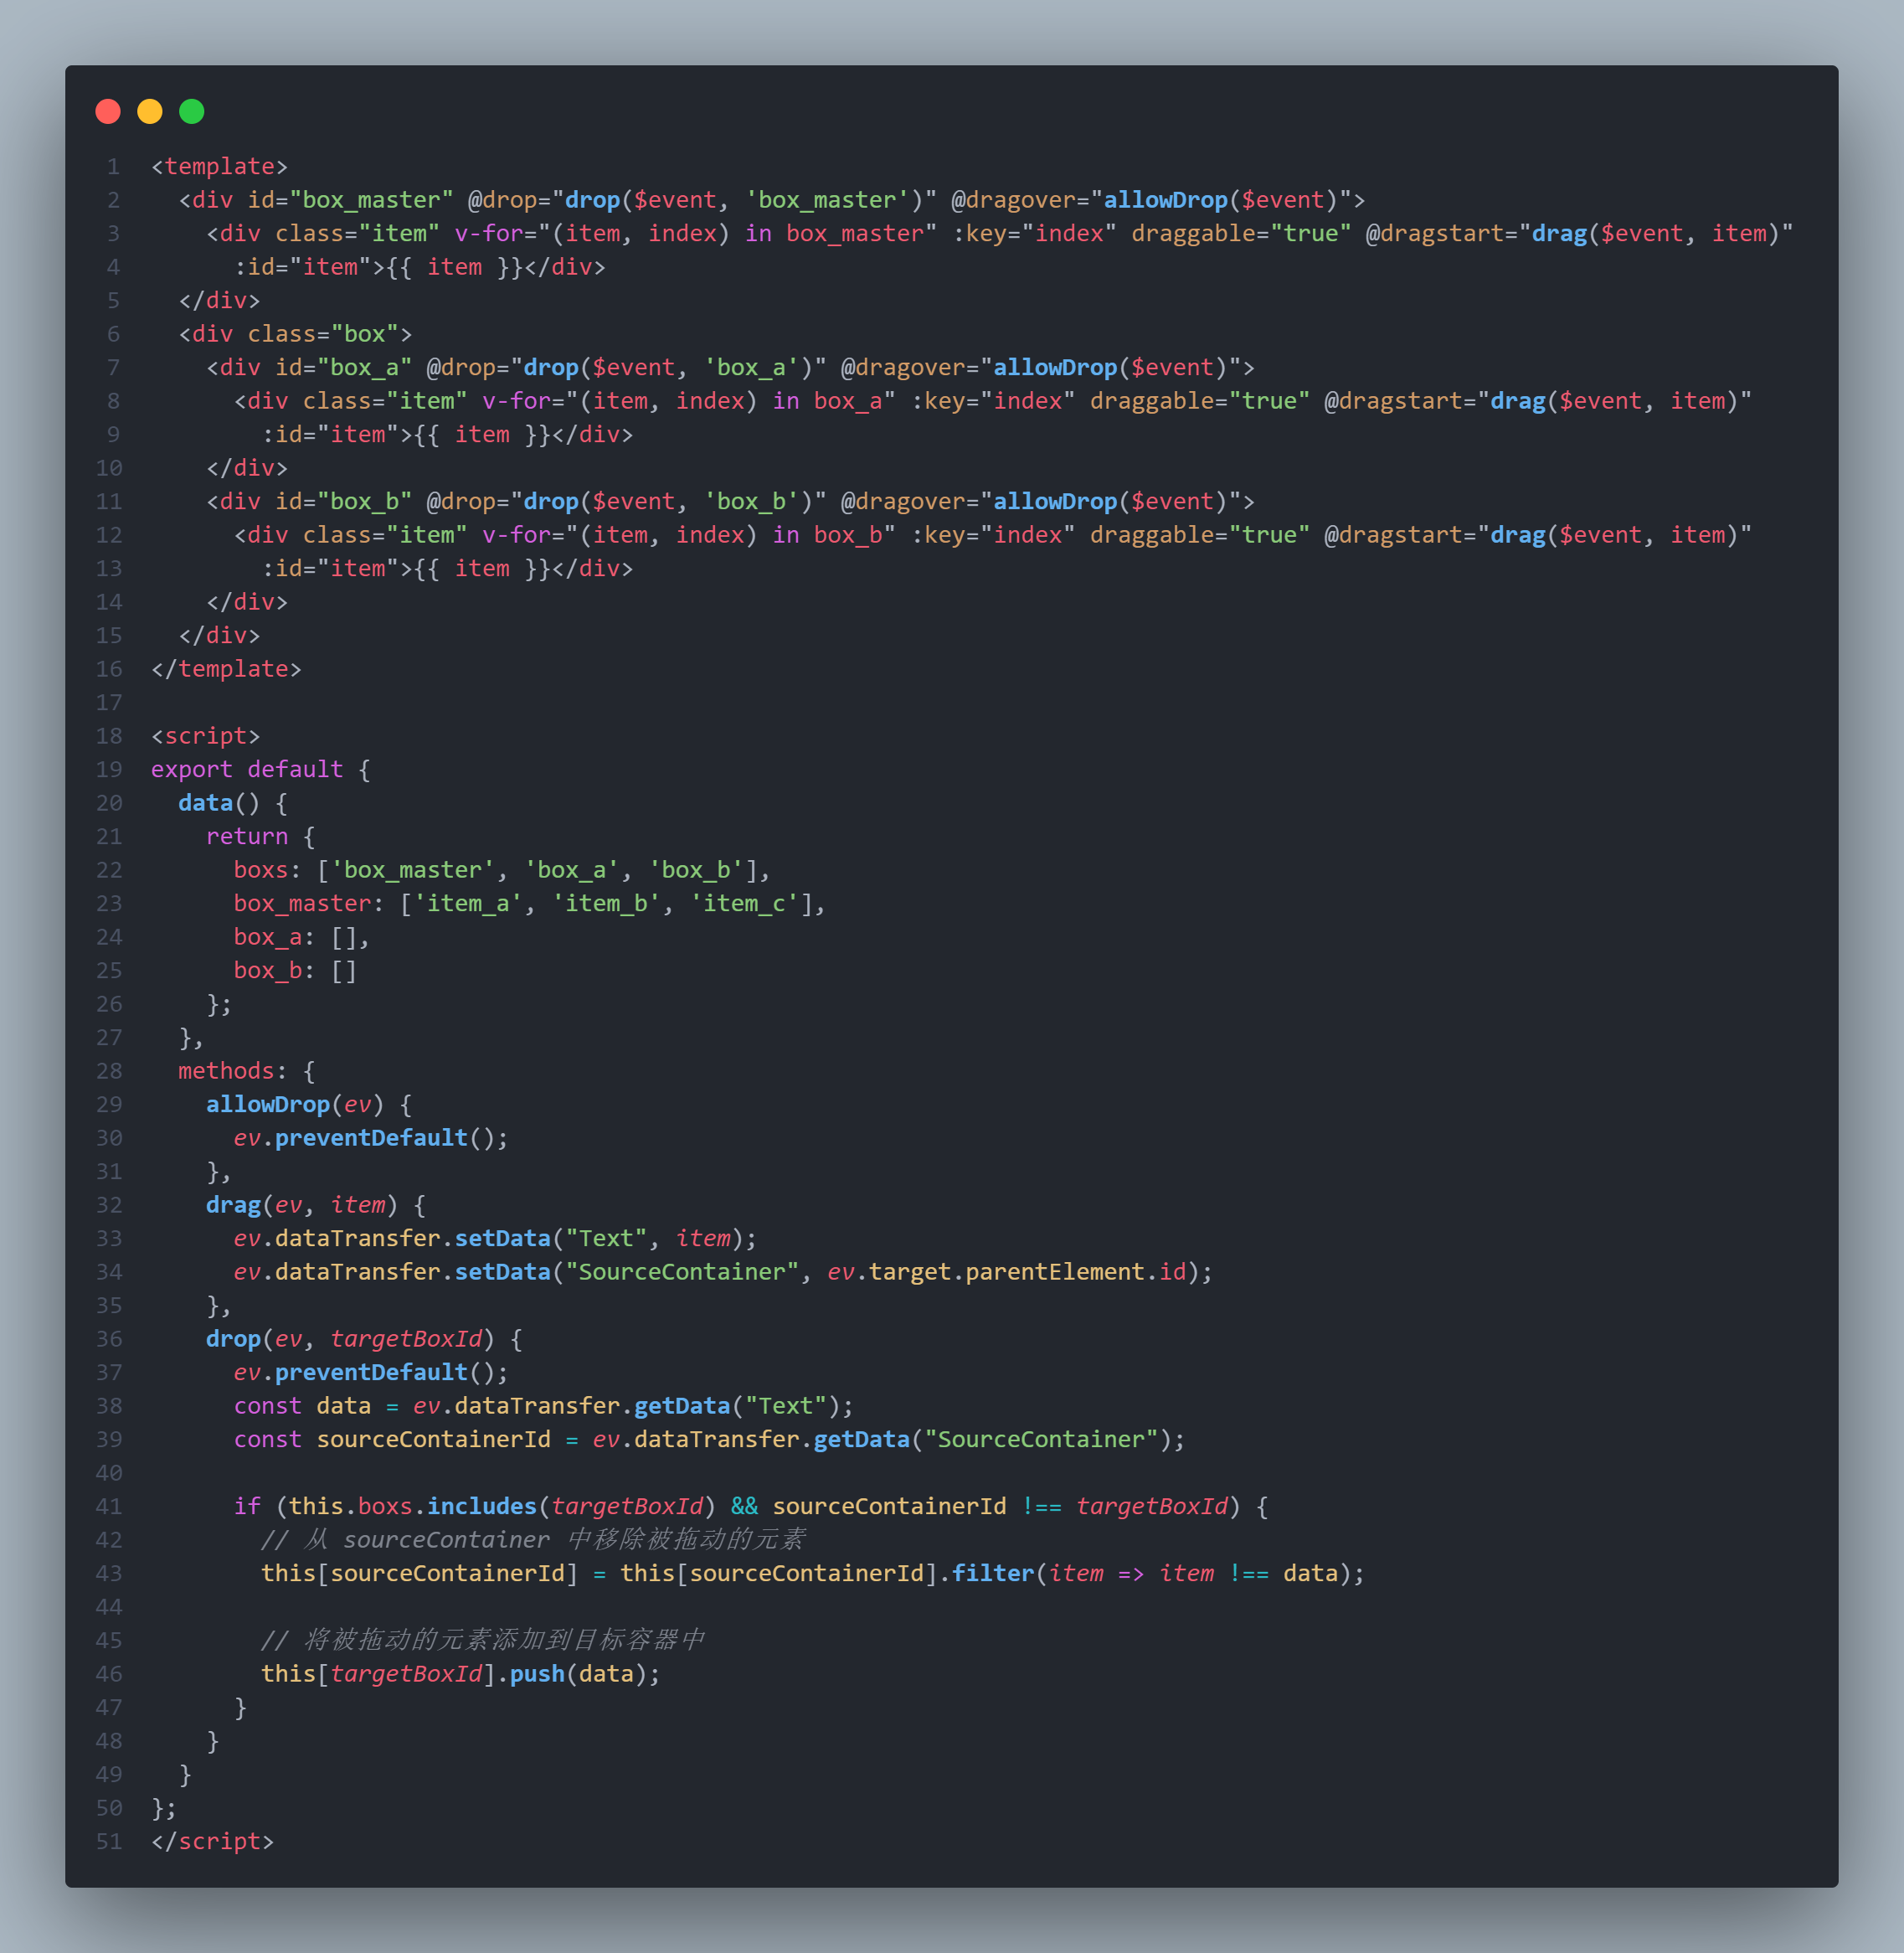 1 <template>
2   <div id="box_master" @drop="drop($event, 'box_master')" @dragover="allowDrop($event)">
3     <div class="item" v-for="(item, index) in box_master" :key="index" draggable="true" @dragstart="drag($event, item)"
4       :id="item">{{ item }}</div>
5   </div>
6   <div class="box">
7     <div id="box_a" @drop="drop($event, 'box_a')" @dragover="allowDrop($event)">
8       <div class="item" v-for="(item, index) in box_a" :key="index" draggable="true" @dragstart="drag($event, item)"
9         :id="item">{{ item }}</div>
10     </div>
11     <div id="box_b" @drop="drop($event, 'box_b')" @dragover="allowDrop($event)">
12       <div class="item" v-for="(item, index) in box_b" :key="index" draggable="true" @dragstart="drag($event, item)"
13         :id="item">{{ item }}</div>
14     </div>
15   </div>
16 </template>
17
18 <script>
19 export default {
20   data() {
21     return {
22       boxs: ['box_master', 'box_a', 'box_b'],
23       box_master: ['item_a', 'item_b', 'item_c'],
24       box_a: [],
25       box_b: []
26     };
27   },
28   methods: {
29     allowDrop(ev) {
30       ev.preventDefault();
31     },
32     drag(ev, item) {
33       ev.dataTransfer.setData("Text", item);
34       ev.dataTransfer.setData("SourceContainer", ev.target.parentElement.id);
35     },
36     drop(ev, targetBoxId) {
37       ev.preventDefault();
38       const data = ev.dataTransfer.getData("Text");
39       const sourceContainerId = ev.dataTransfer.getData("SourceContainer");
40
41       if (this.boxs.includes(targetBoxId) && sourceContainerId !== targetBoxId) {
42         // 从 sourceContainer 中移除被拖动的元素
43         this[sourceContainerId] = this[sourceContainerId].filter(item => item !== data);
44
45         // 将被拖动的元素添加到目标容器中
46         this[targetBoxId].push(data);
47       }
48     }
49   }
50 };
51 </script>